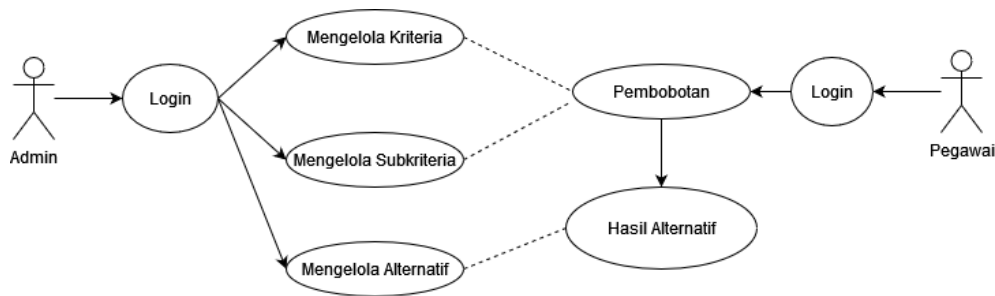 Mengelola Kriteria
Admin
Login
Pembobotan
Login
Pegawai
Mengelola Subkriteria
Hasil Alternatif
Mengelola Alternatif